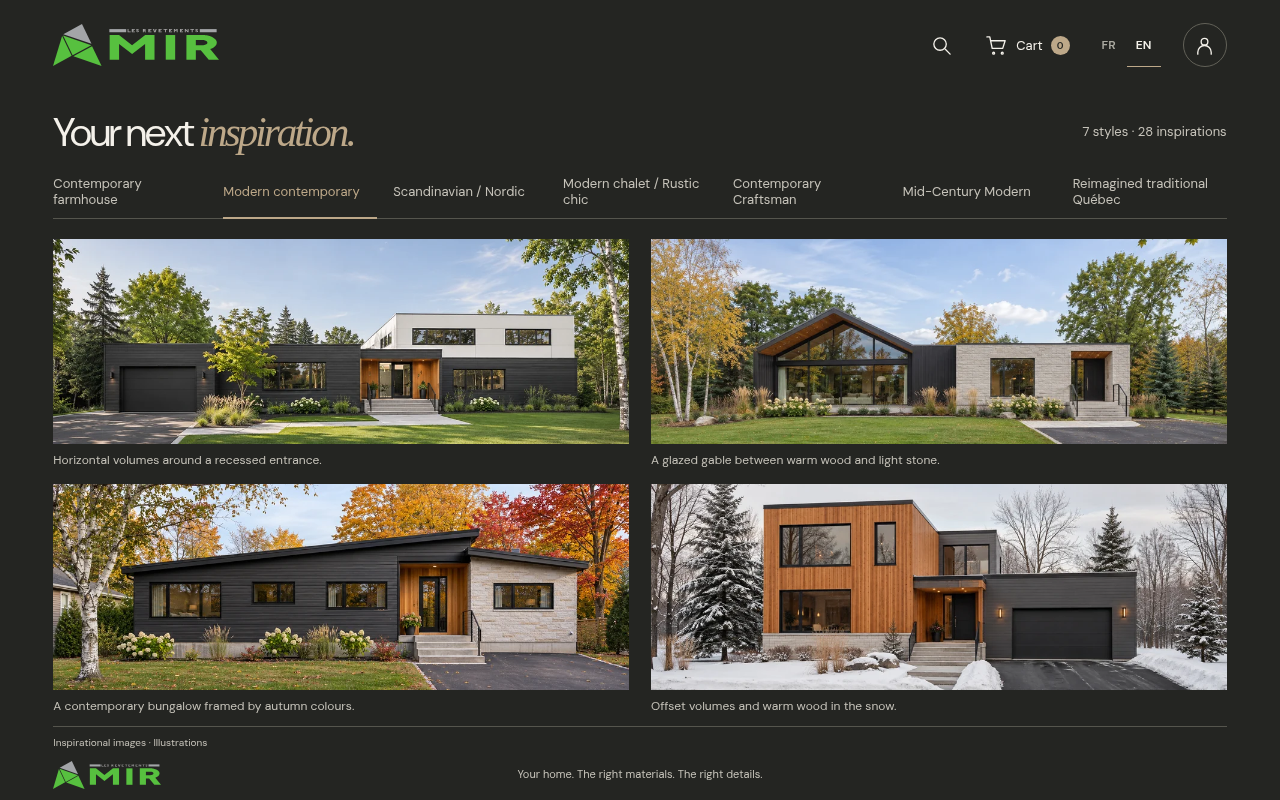 LES REVÊTEMENTS
MIR
Cart 0
FR EN
Your next inspiration.
7 styles · 28 inspirations
Contemporary
farmhouse
Modern contemporary
Scandinavian / Nordic
Modern chalet / Rustic
chic
Contemporary
Craftsman
Mid-Century Modern
Reimagined traditional
Québec
Horizontal volumes around a recessed entrance.
A glazed gable between warm wood and light stone.
A contemporary bungalow framed by autumn colours.
Offset volumes and warm wood in the snow.
Inspirational images · Illustrations
LES REVÊTEMENTS
MIR
Your home. The right materials. The right details.